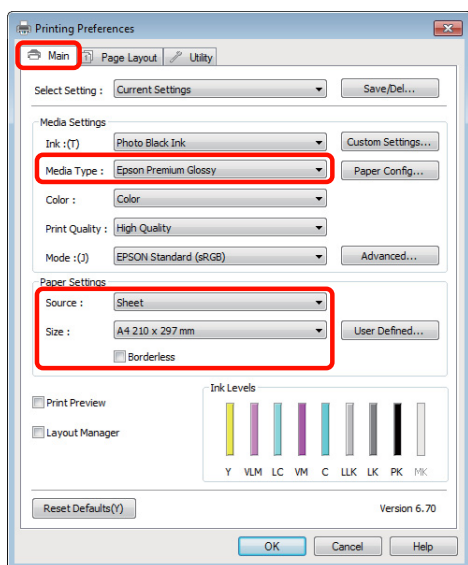 Printing Preferences
Main Page Layout Utility
Select Setting : Current Settings Save/Del...
Media Settings
Ink :(T) Photo Black Ink Custom Settings...
Media Type : Epson Premium Glossy Paper Config...
Color : Color
Print Quality : High Quality
Mode :(J) EPSON Standard (sRGB) Advanced...
Paper Settings
Source : Sheet
Size : A4 210 x 297 mm User Defined...
Borderless
Ink Levels
Print Preview
Layout Manager
Y VLM LC VM C LLK LK PK MK
Reset Defaults(Y) Version 6.70
OK Cancel Help